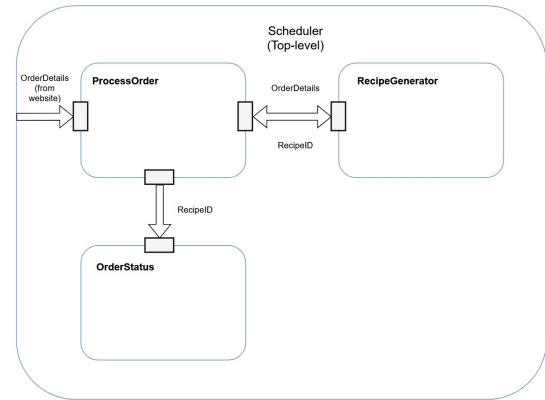 Scheduler
(Top-level)
OrderDetails
(from
website)
ProcessOrder
OrderDetails
RecipeID
RecipeGenerator
RecipeID
OrderStatus